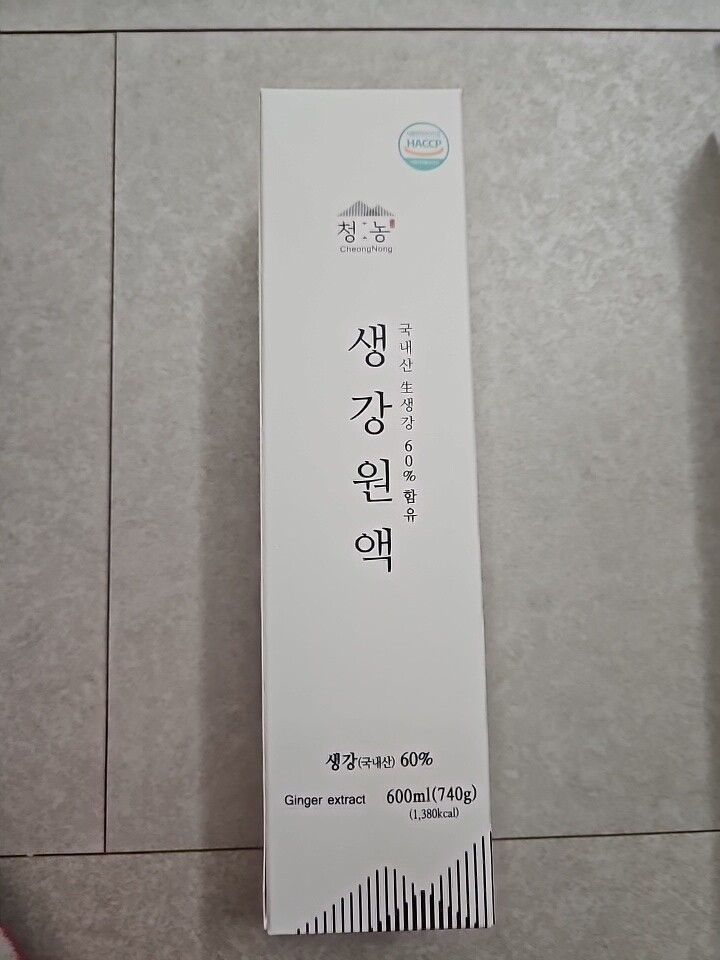 HACCP
청농
CheongNong
생강원액
국내산 生생강 60% 함유
생강(국내산) 60%
Ginger extract 600ml(740g)
(1,380kcal)